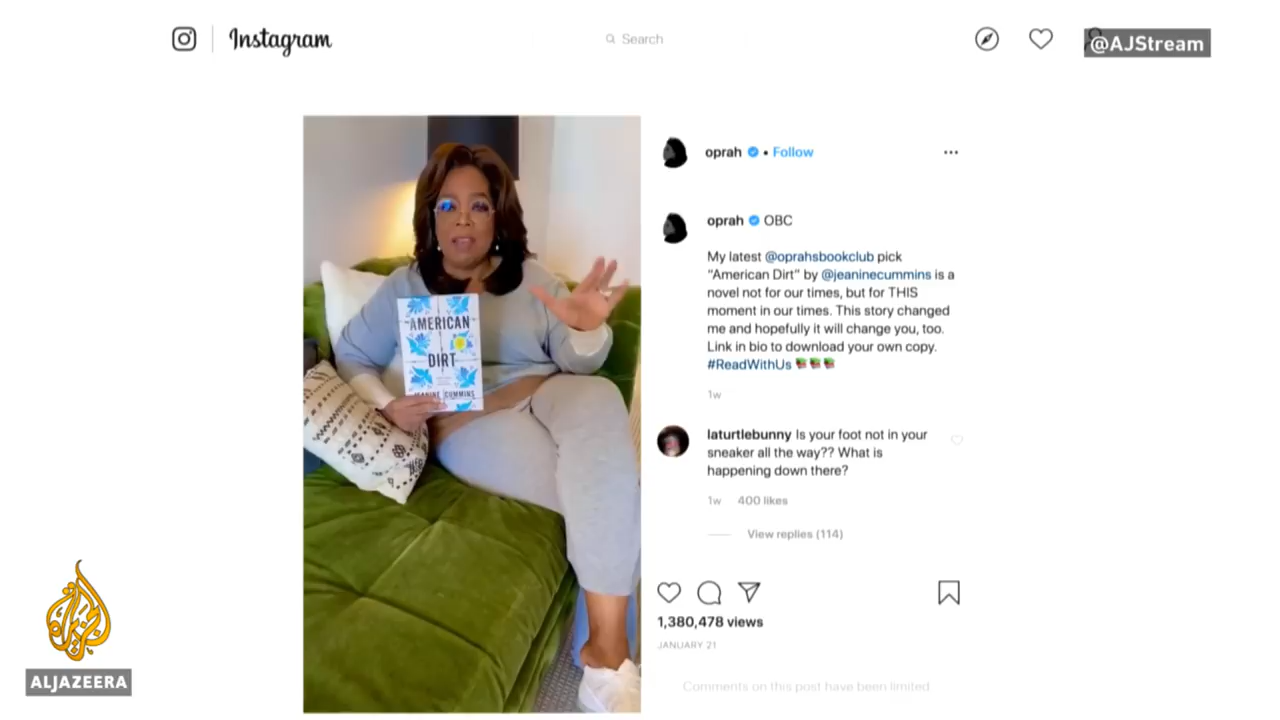 Instagram
Search
@AJStream
oprah • Follow
oprah OBC
My latest @oprahsbookclub pick
"American Dirt" by @jeaninecummins is a
novel not for our times, but for THIS
moment in our times. This story changed
me and hopefully it will change you, too.
Link in bio to download your own copy.
#ReadWithUs
1w
laturtlebunny Is your foot not in your
sneaker all the way?? What is
happening down there?
1w 400 likes
View replies (114)
1,380,478 views
JANUARY 21
Comments on this post have been limited
AMERICAN
DIRT
JEANINE CUMMINS
الجزيرة
ALJAZEERA